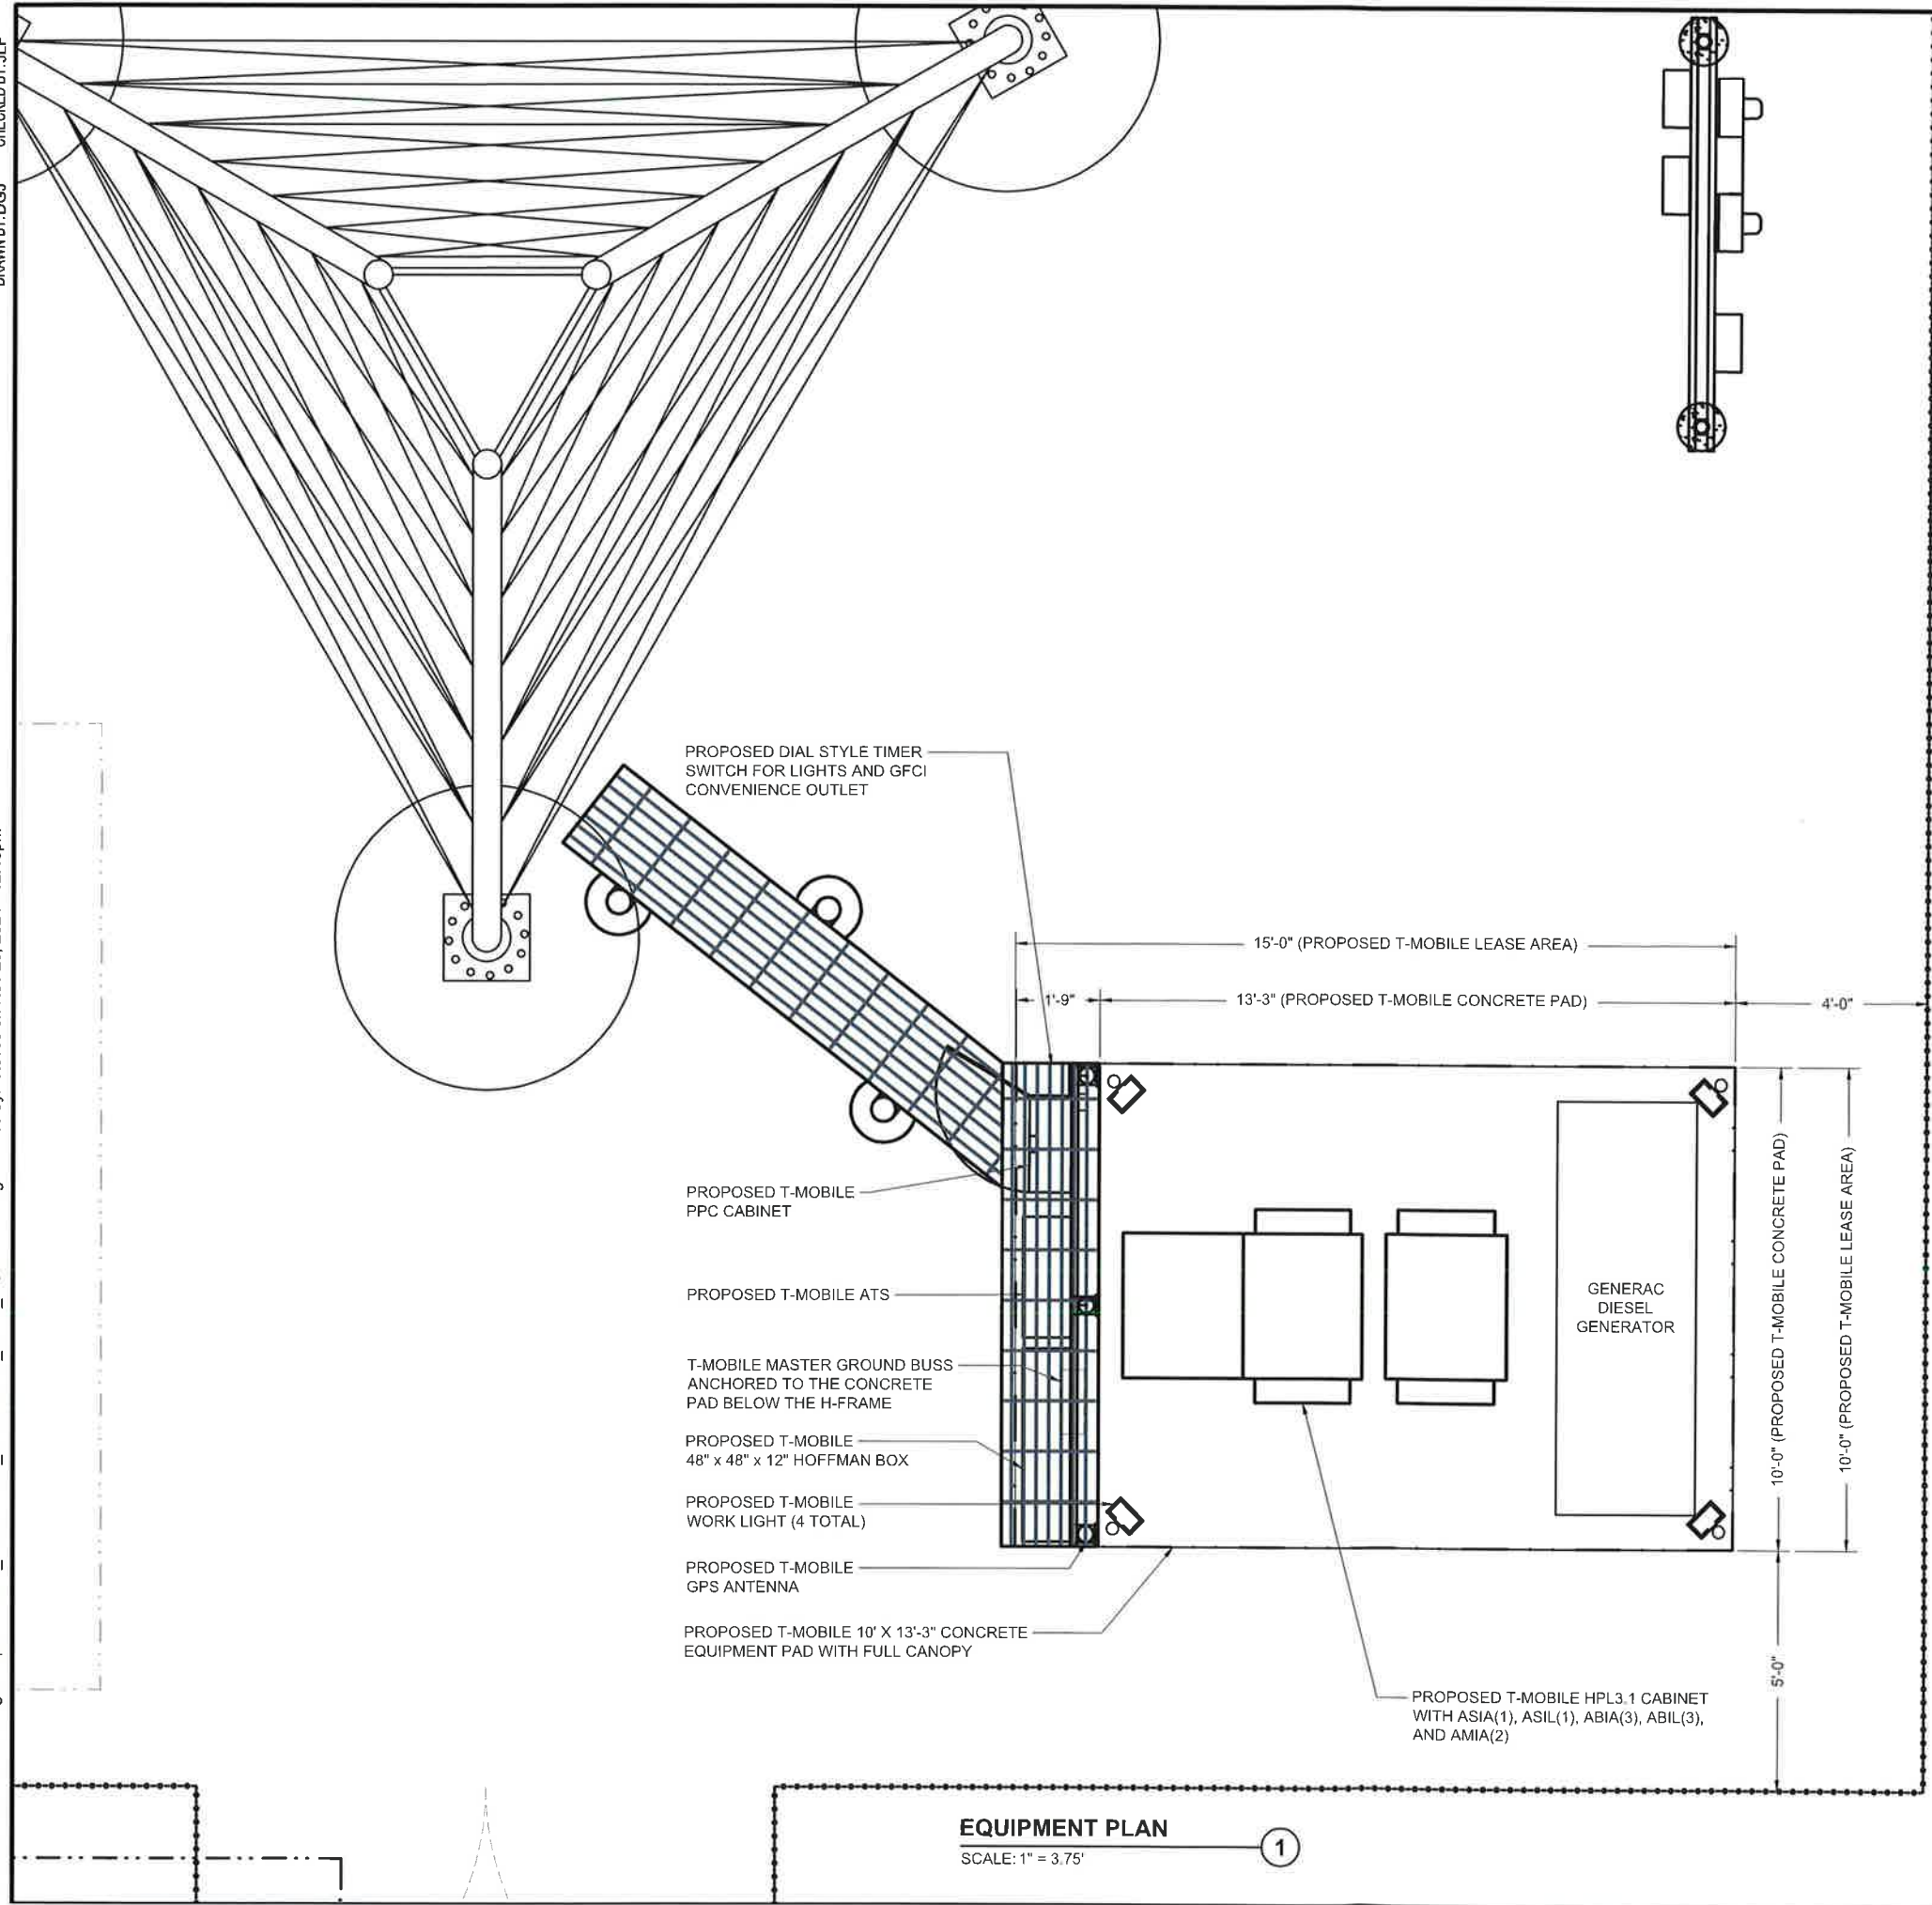 PROPOSED DIAL STYLE TIMER
SWITCH FOR LIGHTS AND GFCI
CONVENIENCE OUTLET
15'-0" (PROPOSED T-MOBILE LEASE AREA)
1'-9"
13'-3" (PROPOSED T-MOBILE CONCRETE PAD)
4'-0"
PROPOSED T-MOBILE
PPC CABINET
PROPOSED T-MOBILE ATS
T-MOBILE MASTER GROUND BUSS
ANCHORED TO THE CONCRETE
PAD BELOW THE H-FRAME
PROPOSED T-MOBILE
48" x 48" x 12" HOFFMAN BOX
PROPOSED T-MOBILE
WORK LIGHT (4 TOTAL)
PROPOSED T-MOBILE
GPS ANTENNA
PROPOSED T-MOBILE 10' X 13'-3" CONCRETE
EQUIPMENT PAD WITH FULL CANOPY
GENERAC
DIESEL
GENERATOR
10'-0" (PROPOSED T-MOBILE CONCRETE PAD)
10'-0" (PROPOSED T-MOBILE LEASE AREA)
5'-0"
PROPOSED T-MOBILE HPL3.1 CABINET
WITH ASIA(1), ASIL(1), ABIA(3), ABIL(3),
AND AMIA(2)
EQUIPMENT PLAN
1
SCALE: 1" = 3.75'